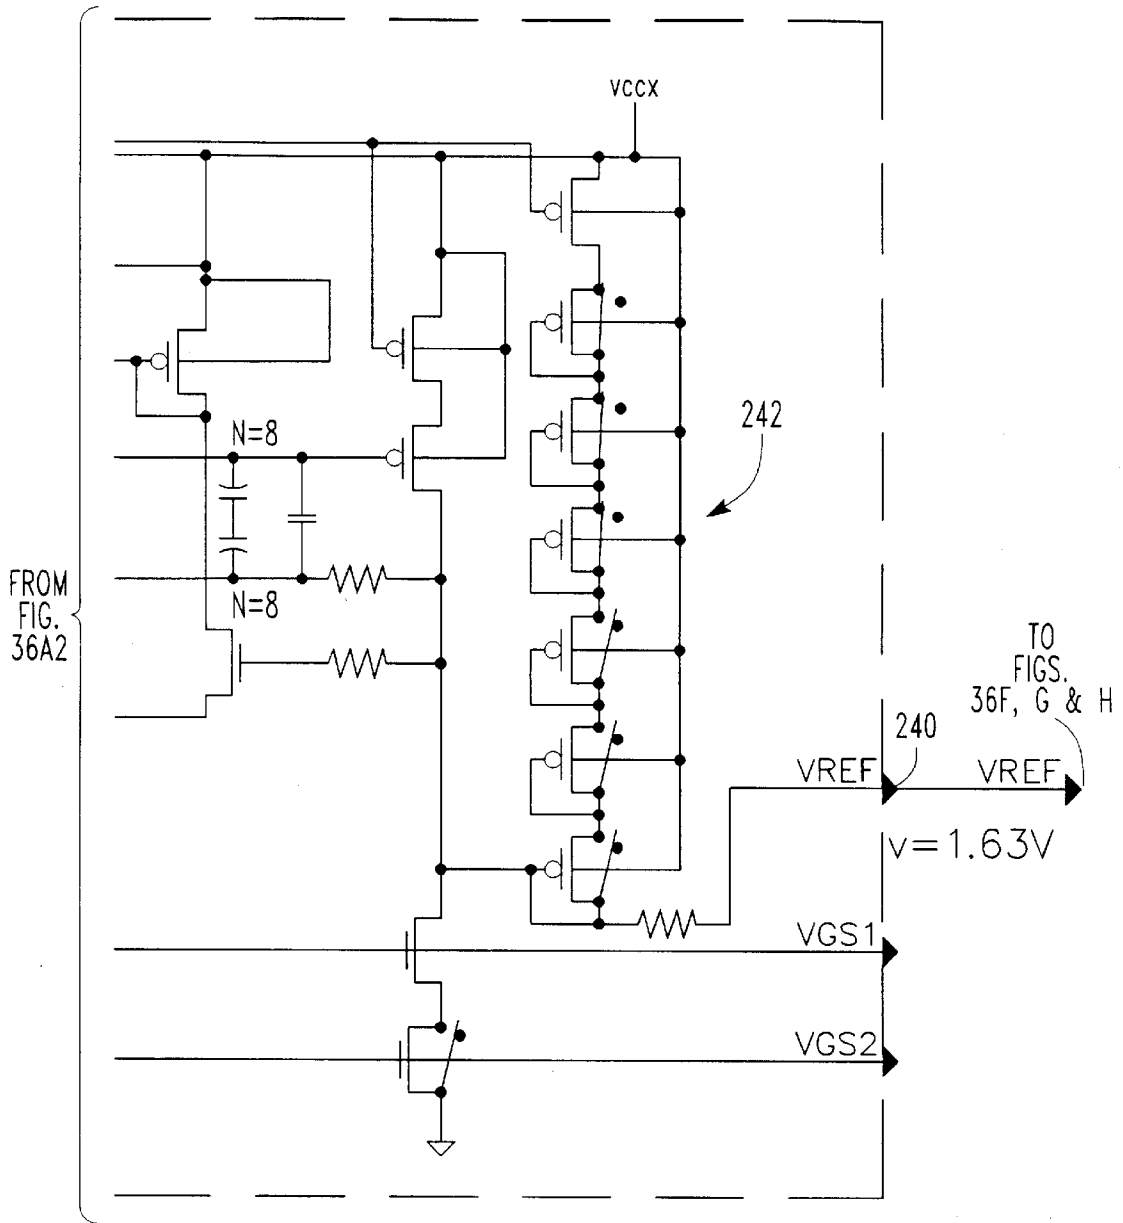 VCCX
N=8
242
FROM
FIG.
36A2
N=8
TO
FIGS.
36F, G & H
240
VREF
VREF
V=1.63V
VGS1
VGS2